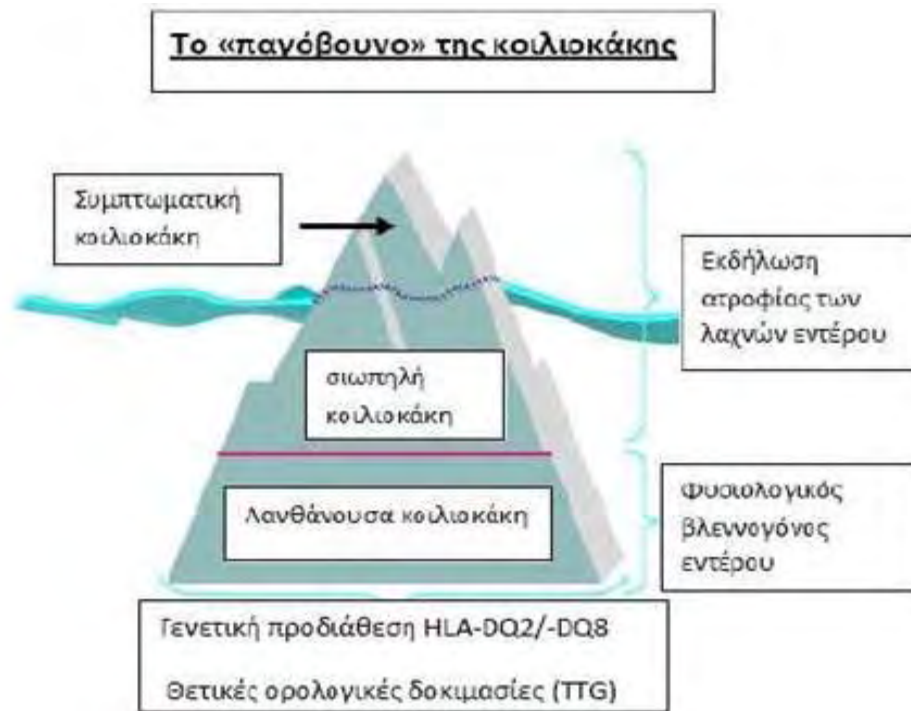 Το «παγόβουνο» της κοιλιοκάκης
Συμπτωματική
κοιλιοκάκη
Εκδήλωση
ατροφίας των
λαχνών εντέρου
σιωπηλή
κοιλιοκάκη
Λανθάνουσα κοιλιοκάκη
Φυσιολογικός
βλεννογόνος
εντέρου
Γενετική προδιάθεση HLA-DQ2/-DQ8
Θετικές ορολογικές δοκιμασίες (TTG)